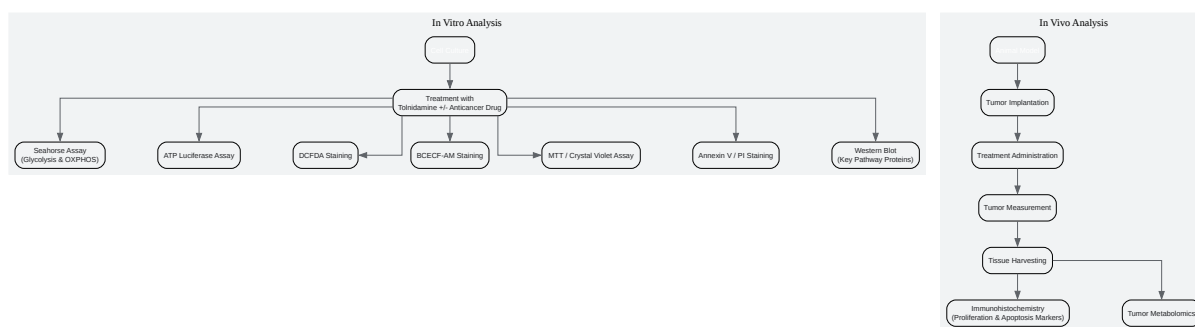 In Vitro Analysis
Treatment with
Tolnidamine +/- Anticancer Drug
Seahorse Assay
(Glycolysis & OXPHOS)
ATP Luciferase Assay
DCFDA Staining
BCECF-AM Staining
MTT / Crystal Violet Assay
Annexin V / PI Staining
Western Blot
(Key Pathway Proteins)
In Vivo Analysis
Tumor Implantation
Treatment Administration
Tumor Measurement
Tissue Harvesting
Immunohistochemistry
(Proliferation & Apoptosis Markers)
Tumor Metabolomics